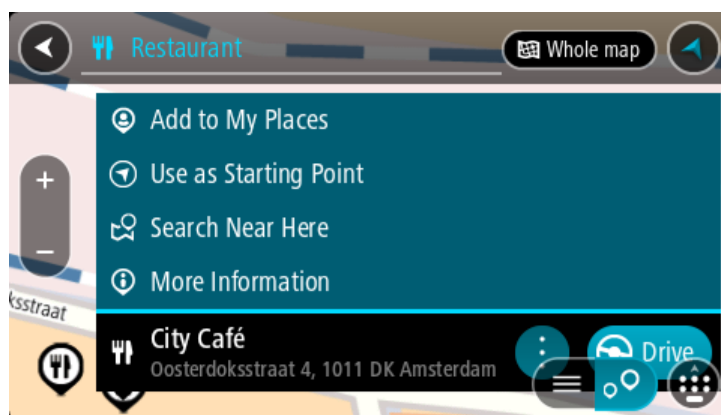 Restaurant
Whole map
Add to My Places
Use as Starting Point
Search Near Here
More Information
ksstraat
City Café
Oosterdoksstraat 4, 1011 DK Amsterdam
Drive